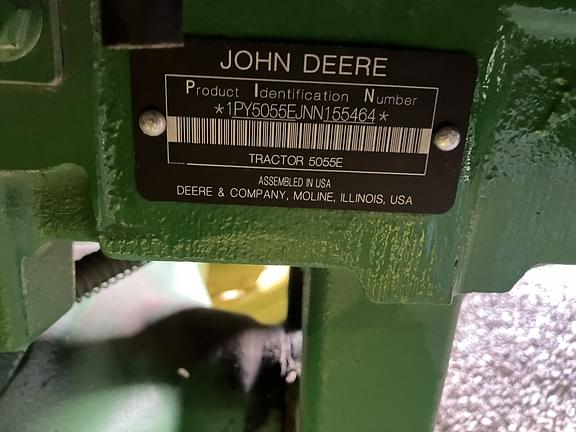 JOHN DEERE
Product Identification Number
*1PY5055EJNN155464*
TRACTOR 5055E
ASSEMBLED IN USA
DEERE & COMPANY, MOLINE, ILLINOIS, USA